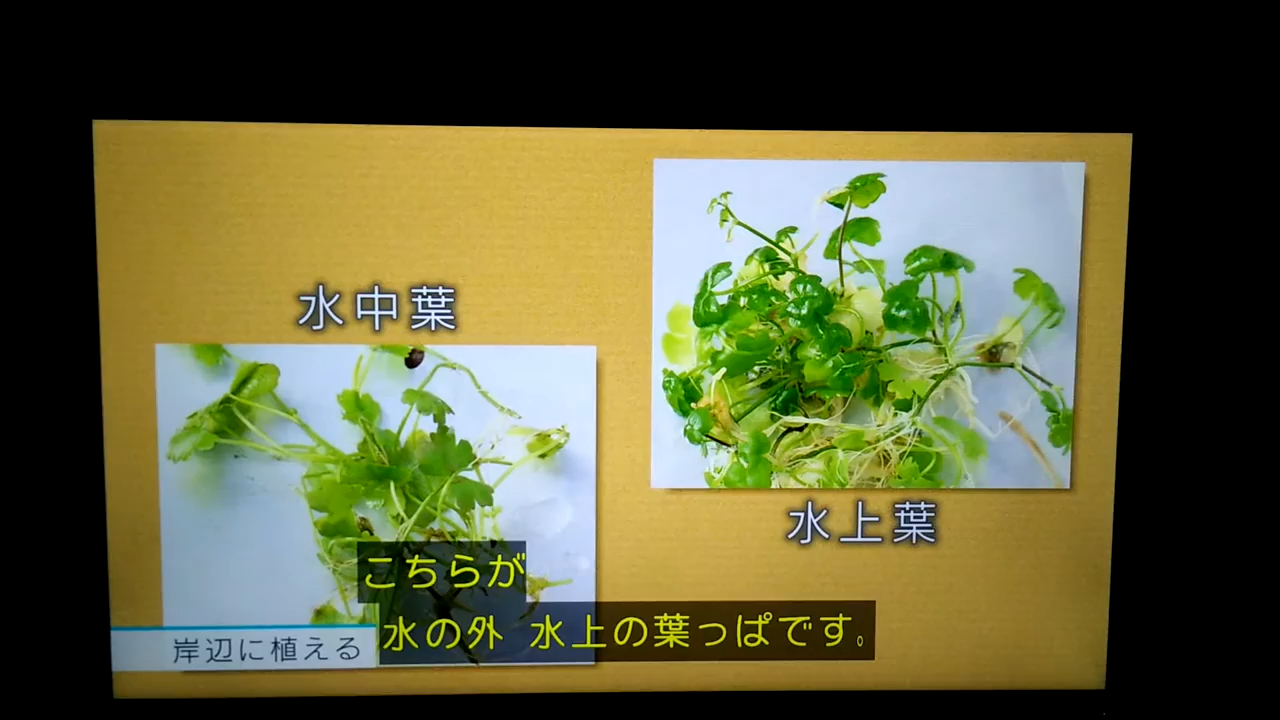 水中葉
水上葉
こちらが
水の外 水上の葉っぱです。
岸辺に植える